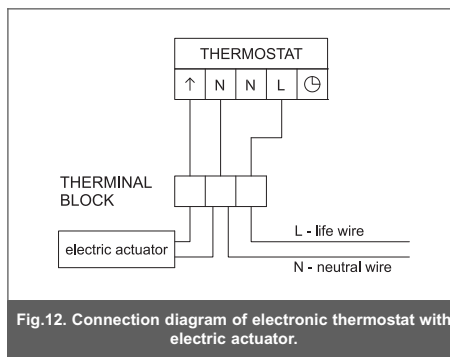 THERMOSTAT
↑ N N L
THERMINAL
BLOCK
electric actuator
L - life wire
N - neutral wire
Fig.12. Connection diagram of electronic thermostat with
electric actuator.